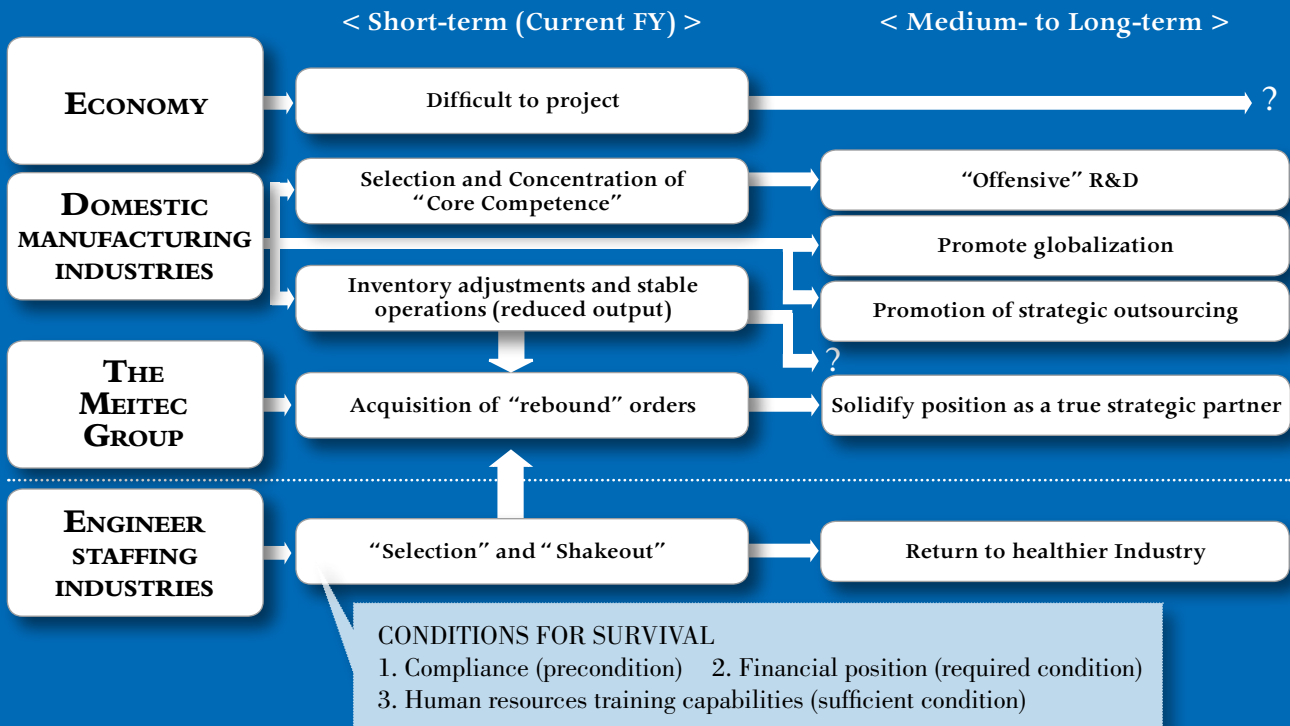 < Short-term (Current FY) >
< Medium- to Long-term >
ECONOMY
Difficult to project
?
DOMESTIC
MANUFACTURING
INDUSTRIES
Selection and Concentration of
“Core Competence”
“Offensive” R&D
Promote globalization
Inventory adjustments and stable
operations (reduced output)
Promotion of strategic outsourcing
?
THE
MEITEC
GROUP
Acquisition of “rebound” orders
Solidify position as a true strategic partner
ENGINEER
STAFFING
INDUSTRIES
“Selection” and “Shakeout”
Return to healthier Industry
CONDITIONS FOR SURVIVAL
1. Compliance (precondition) 2. Financial position (required condition)
3. Human resources training capabilities (sufficient condition)